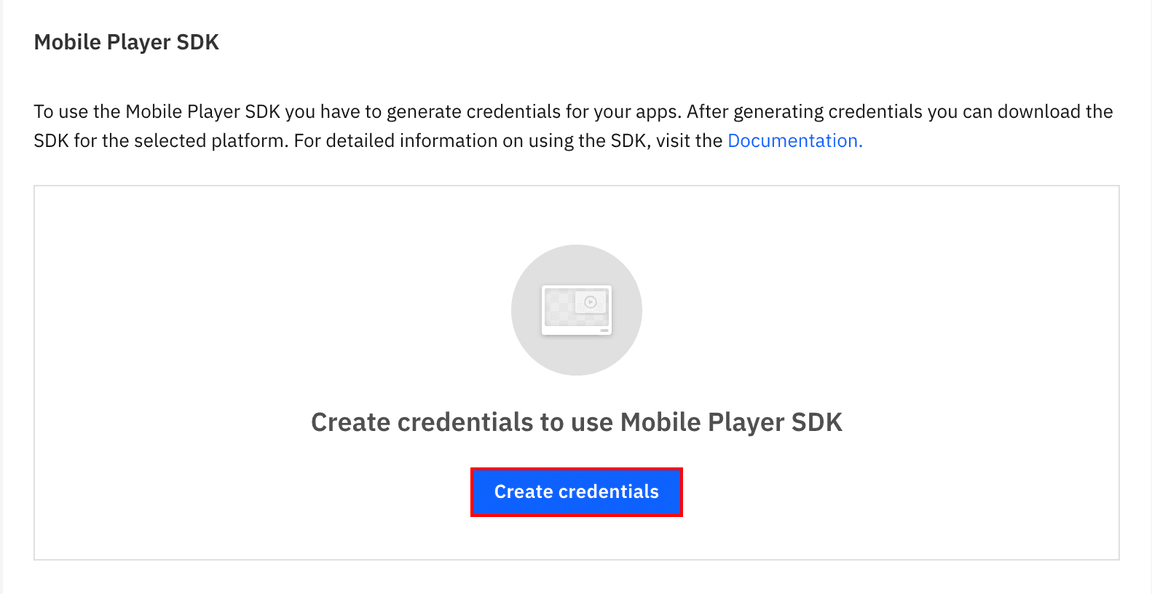 Mobile Player SDK
To use the Mobile Player SDK you have to generate credentials for your apps. After generating credentials you can download the
SDK for the selected platform. For detailed information on using the SDK, visit the Documentation.
Create credentials to use Mobile Player SDK
Create credentials